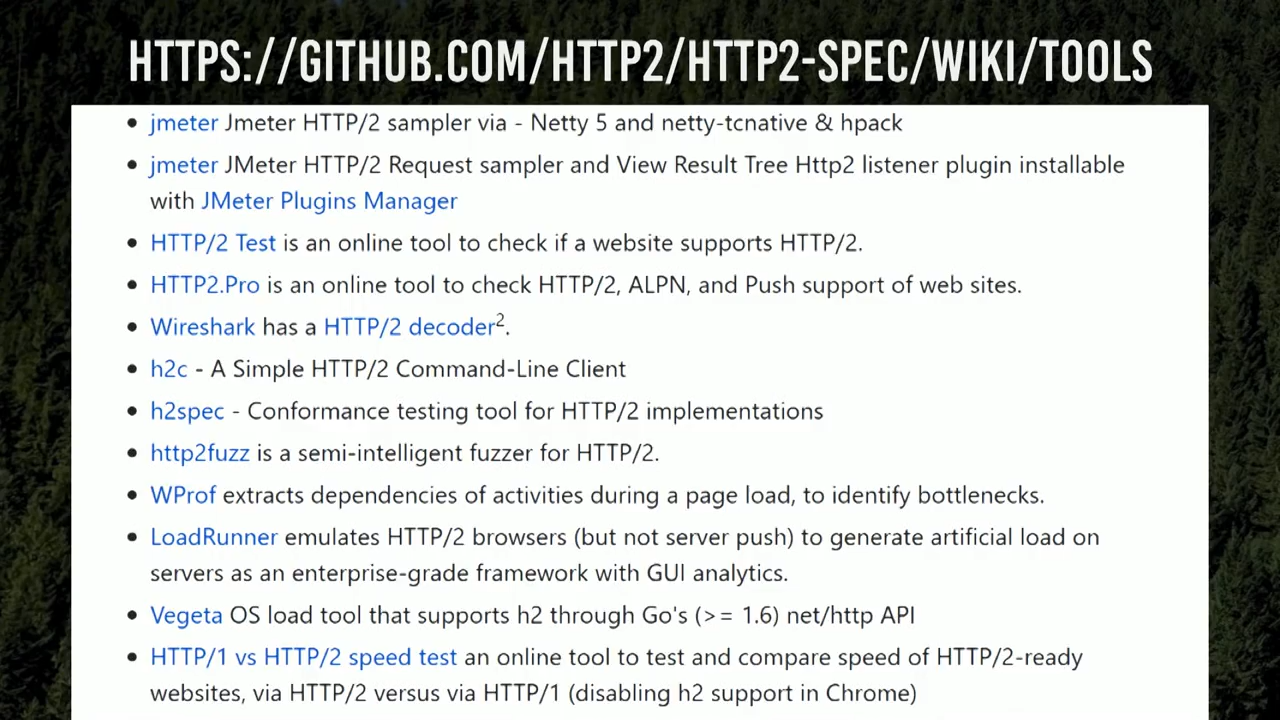 HTTPS://GITHUB.COM/HTTP2/HTTP2-SPEC/WIKI/TOOLS
• jmeter Jmeter HTTP/2 sampler via - Netty 5 and netty-tcnative & hpack
• jmeter JMeter HTTP/2 Request sampler and View Result Tree Http2 listener plugin installable
with JMeter Plugins Manager
• HTTP/2 Test is an online tool to check if a website supports HTTP/2.
• HTTP2.Pro is an online tool to check HTTP/2, ALPN, and Push support of web sites.
• Wireshark has a HTTP/2 decoder².
• h2c - A Simple HTTP/2 Command-Line Client
• h2spec - Conformance testing tool for HTTP/2 implementations
• http2fuzz is a semi-intelligent fuzzer for HTTP/2.
• WProf extracts dependencies of activities during a page load, to identify bottlenecks.
• LoadRunner emulates HTTP/2 browsers (but not server push) to generate artificial load on
servers as an enterprise-grade framework with GUI analytics.
• Vegeta OS load tool that supports h2 through Go's (>= 1.6) net/http API
• HTTP/1 vs HTTP/2 speed test an online tool to test and compare speed of HTTP/2-ready
websites, via HTTP/2 versus via HTTP/1 (disabling h2 support in Chrome)